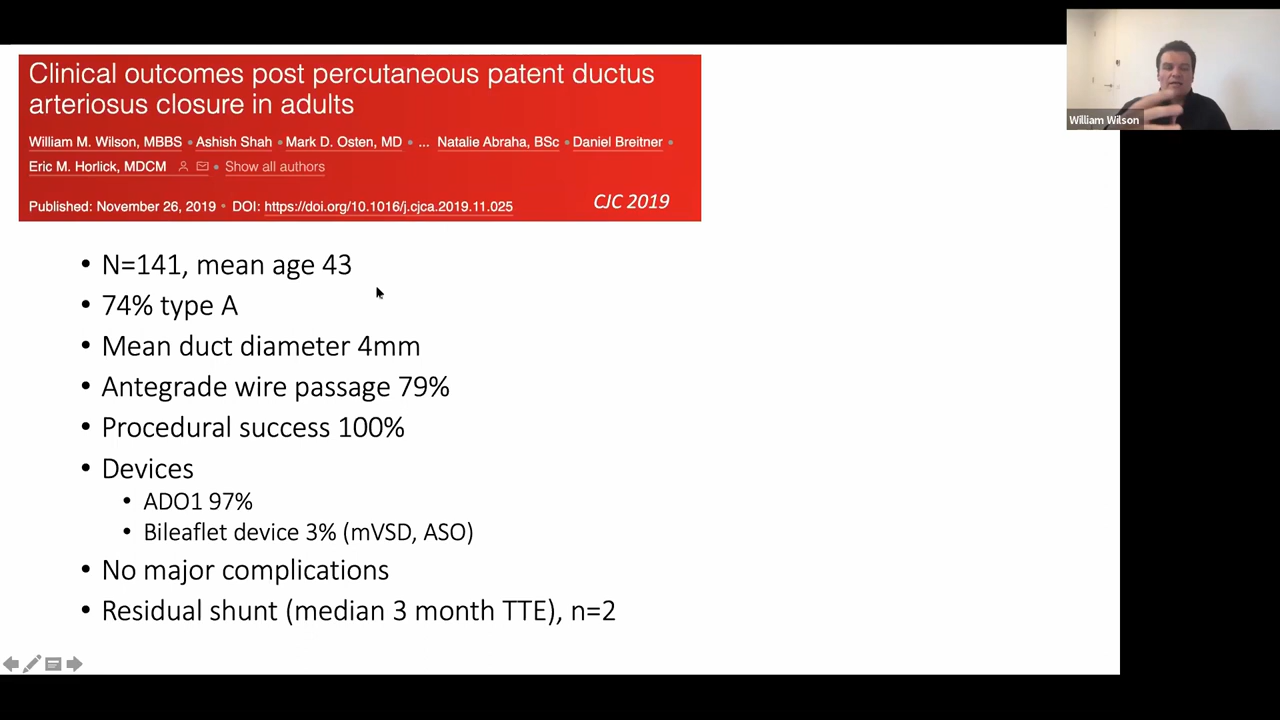 Clinical outcomes post percutaneous patent ductus
arteriosus closure in adults
William M. Wilson, MBBS • Ashish Shah • Mark D. Osten, MD • ... Natalie Abraha, BSc • Daniel Breitner •
Eric M. Horlick, MDCM • Show all authors
Published: November 26, 2019 • DOI: https://doi.org/10.1016/j.cjca.2019.11.025
CJC 2019
• N=141, mean age 43
• 74% type A
• Mean duct diameter 4mm
• Antegrade wire passage 79%
• Procedural success 100%
• Devices
• ADO1 97%
• Bileaflet device 3% (mVSD, ASO)
• No major complications
• Residual shunt (median 3 month TTE), n=2
William Wilson